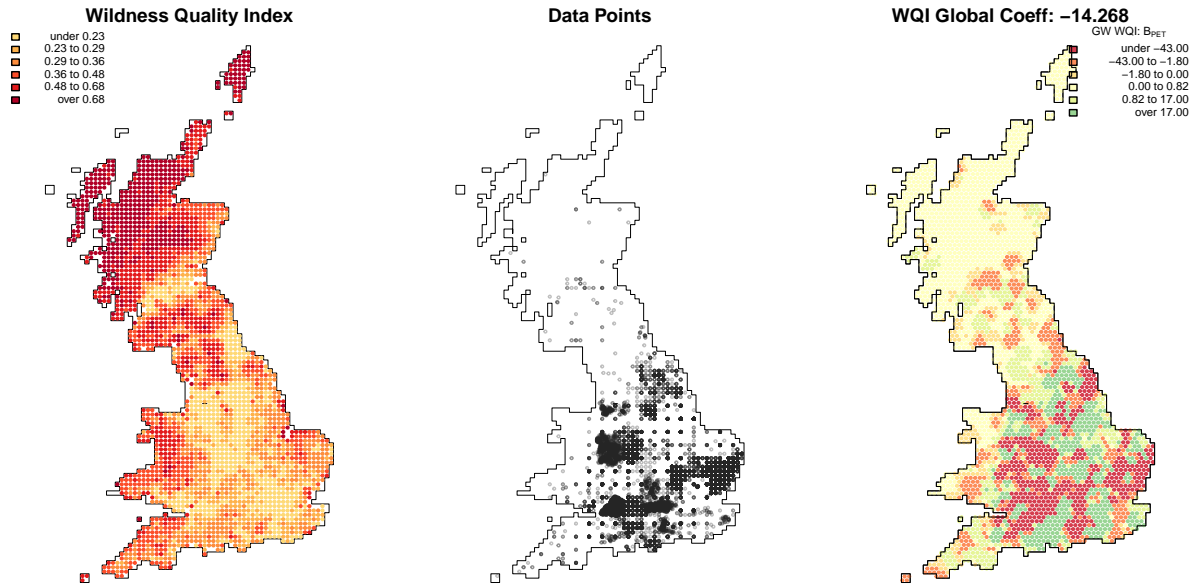 Wildness Quality Index
under 0.23
0.23 to 0.29
0.29 to 0.36
0.36 to 0.48
0.48 to 0.68
over 0.68
Data Points
WQI Global Coeff: −14.268
GW WQI: BPET
under −43.00
−43.00 to −1.80
−1.80 to 0.00
0.00 to 0.82
0.82 to 17.00
over 17.00